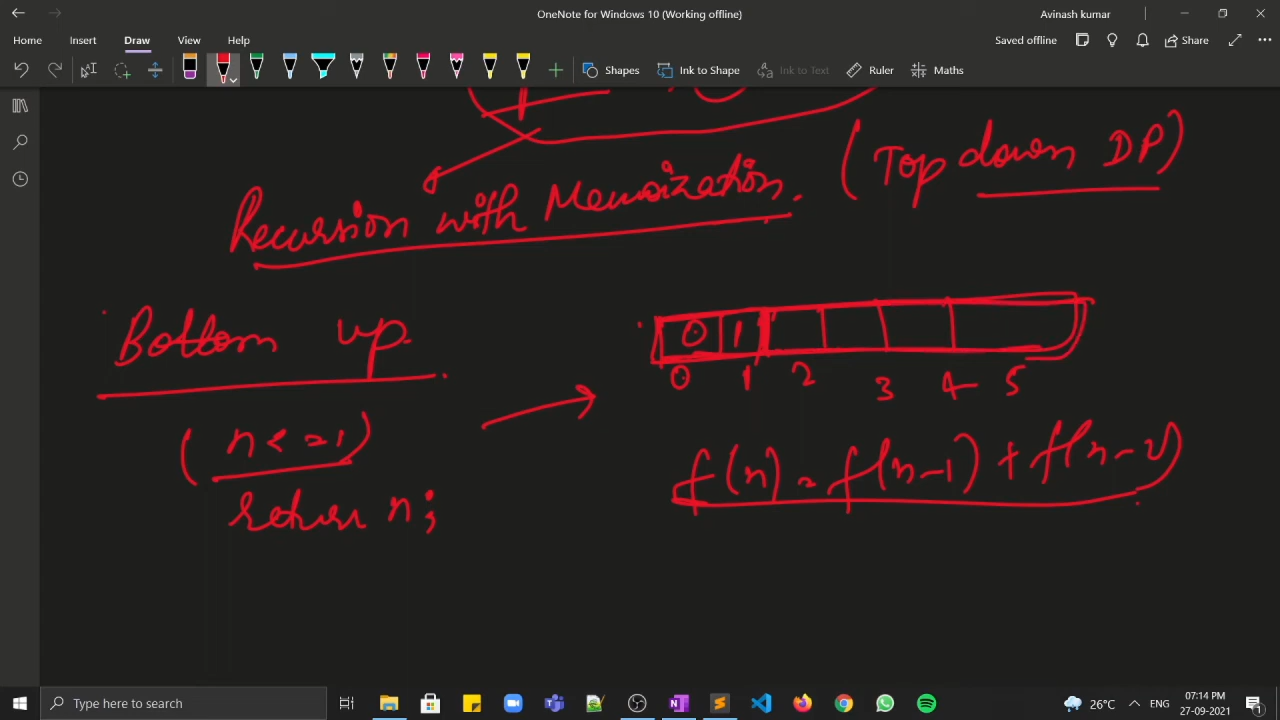 OneNote for Windows 10 (Working offline)
Avinash kumar
Home Insert Draw View Help
Saved offline
Share
Shapes
Ink to Shape
Ink to Text
Ruler
Maths
(Top down DP)
Recursion with Memoization.
Bottom up
0 1
0 1 2 3 4 5
(n <= 1)
return n;
f(n) = f(n-1) + f(n-2)
Type here to search
26°C
ENG
07:14 PM
27-09-2021
1